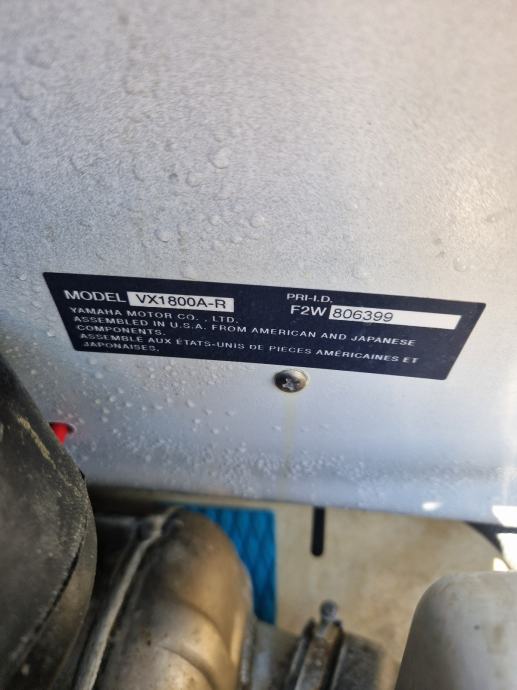 MODEL VX1800A-R
PRI-I.D.
F2W 806399
YAMAHA MOTOR CO., LTD.
ASSEMBLED IN U.S.A. FROM AMERICAN AND JAPANESE
COMPONENTS.
ASSEMBLE AUX ÉTATS-UNIS DE PIECES AMÉRICAINES ET
JAPONAISES.